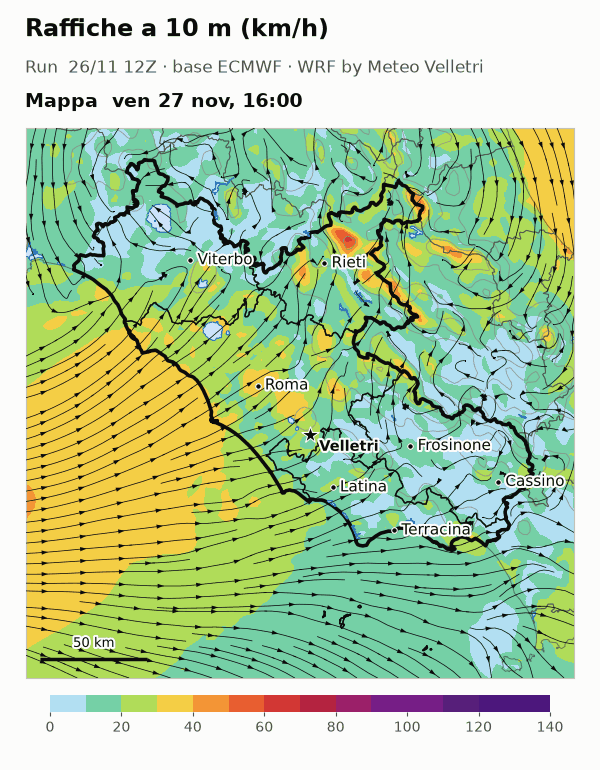 Raffiche a 10 m (km/h)
Run  26/11 12Z · base ECMWF · WRF by Meteo Velletri
Mappa  ven 27 nov, 16:00
Viterbo
Rieti
Roma
Velletri
Frosinone
Latina
Cassino
Terracina
50 km
0 20 40 60 80 100 120 140